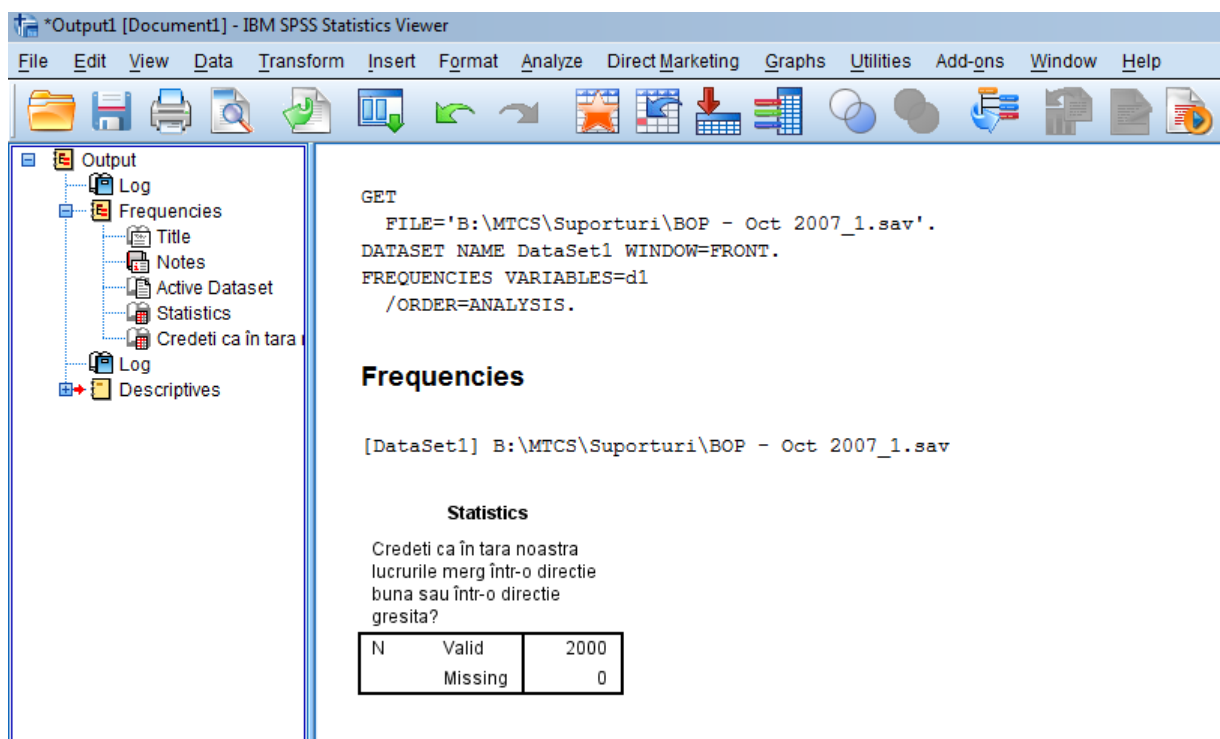 *Output1 [Document1] - IBM SPSS Statistics Viewer
File Edit View Data Transform Insert Format Analyze Direct Marketing Graphs Utilities Add-ons Window Help
Output
Log
Frequencies
Title
Notes
Active Dataset
Statistics
Credeti ca în tara
Log
Descriptives
GET
FILE='B:\MTCS\Suporturi\BOP - Oct 2007_1.sav'.
DATASET NAME DataSet1 WINDOW=FRONT.
FREQUENCIES VARIABLES=d1
/ORDER=ANALYSIS.
Frequencies
[DataSet1] B:\MTCS\Suporturi\BOP - Oct 2007_1.sav
Statistics
Credeti ca în tara noastra
lucrurile merg într-o directie
buna sau într-o directie
gresita?
N Valid 2000
Missing 0